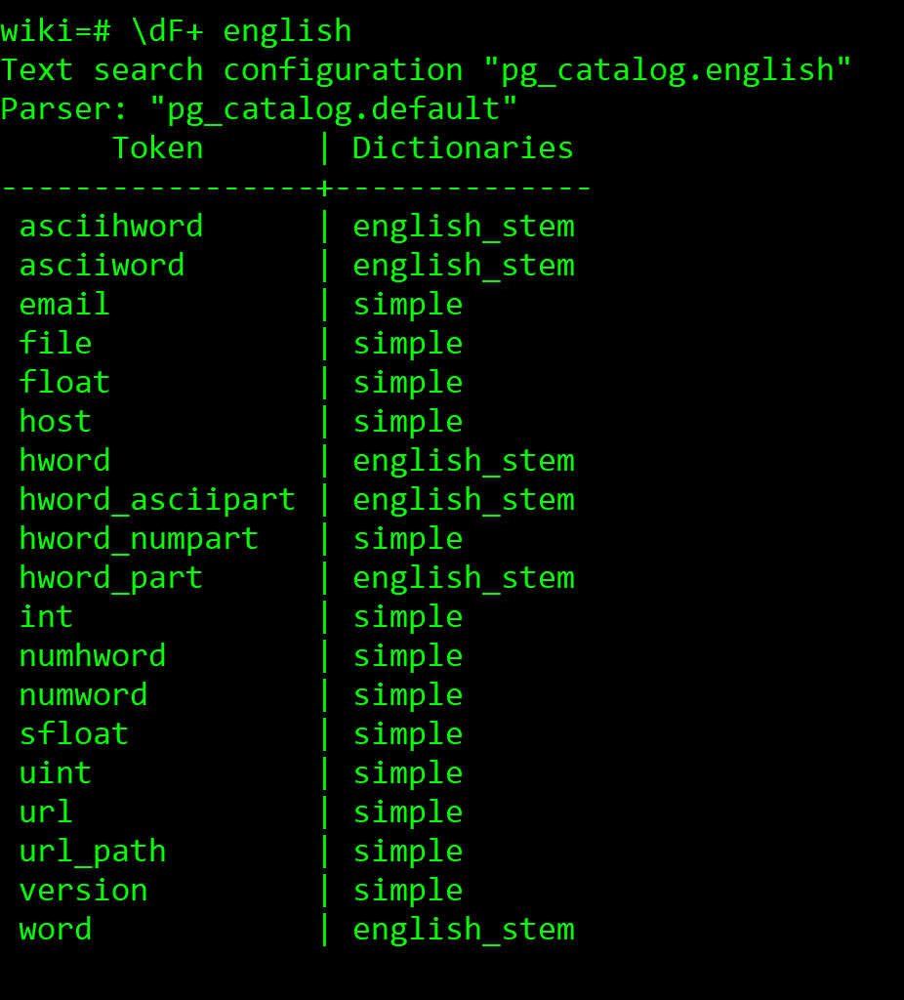 wiki=# \dF+ english
Text search configuration "pg_catalog.english"
Parser: "pg_catalog.default"
      Token      | Dictionaries
-----------------+--------------
 asciihword      | english_stem
 asciiword       | english_stem
 email           | simple
 file            | simple
 float           | simple
 host            | simple
 hword           | english_stem
 hword_asciipart | english_stem
 hword_numpart   | simple
 hword_part      | english_stem
 int             | simple
 numhword        | simple
 numword         | simple
 sfloat          | simple
 uint            | simple
 url             | simple
 url_path        | simple
 version         | simple
 word            | english_stem